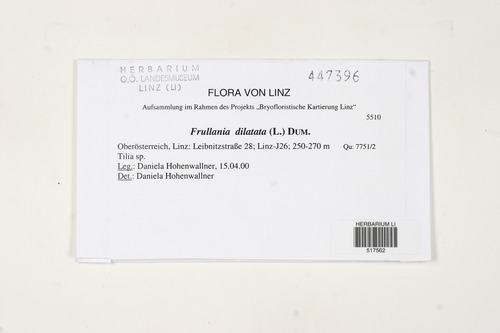 HERBARIUM
O.Ö. LANDESMUSEUM
LINZ (LI)
447396
FLORA VON LINZ
Aufsammlung im Rahmen des Projekts „Bryofloristische Kartierung Linz“
5510
Frullania dilatata (L.) DUM.
Oberösterreich, Linz: Leibnitzstraße 28; Linz-J26; 250-270 m Qu: 7751/2
Tilia sp.
Leg.: Daniela Hohenwallner, 15.04.00
Det.: Daniela Hohenwallner
HERBARIUM LI
517562